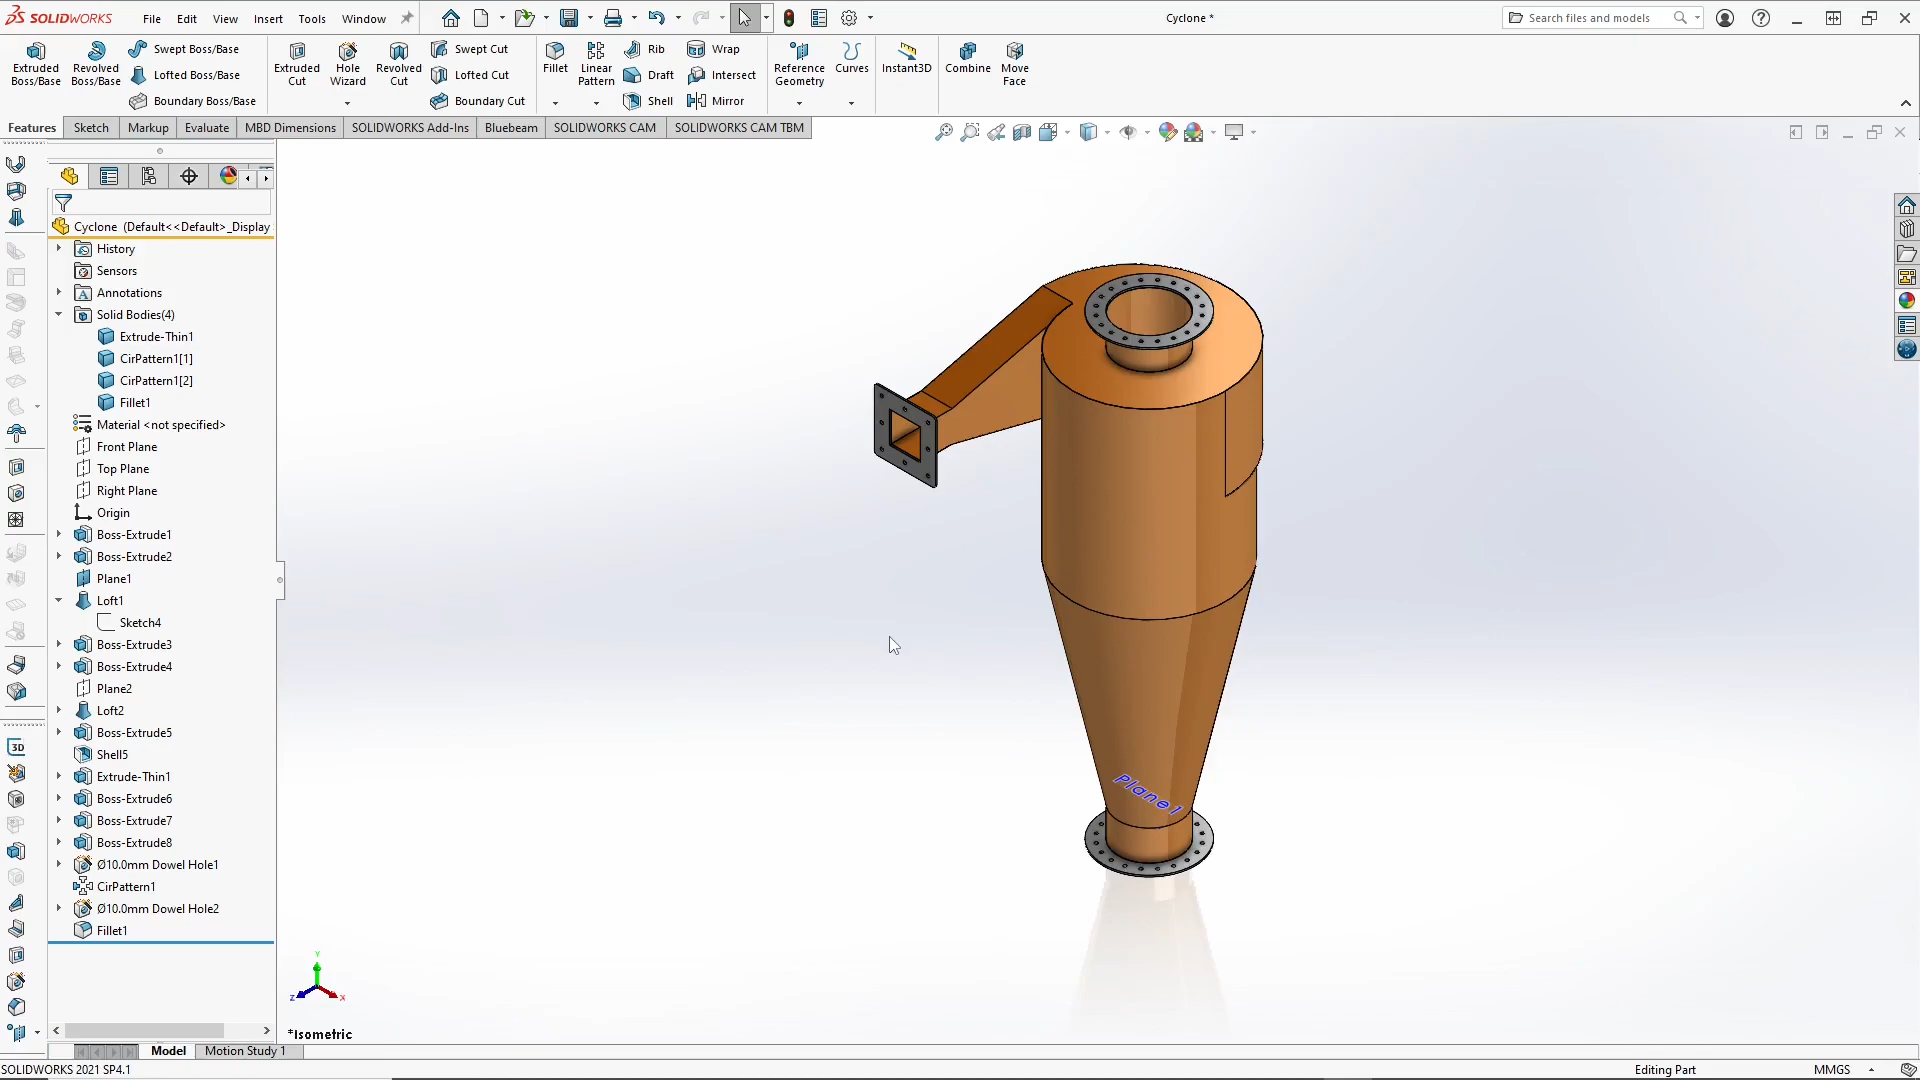 SOLIDWORKS File Edit View Insert Tools Window Cyclone * Search files and models
Extruded Boss/Base
Revolved Boss/Base
Swept Boss/Base
Lofted Boss/Base
Boundary Boss/Base
Extruded Cut
Hole Wizard
Revolved Cut
Swept Cut
Lofted Cut
Boundary Cut
Fillet
Linear Pattern
Rib
Draft
Shell
Wrap
Intersect
Mirror
Reference Geometry
Curves
Instant3D
Combine
Move Face
Features Sketch Markup Evaluate MBD Dimensions SOLIDWORKS Add-Ins Bluebeam SOLIDWORKS CAM SOLIDWORKS CAM TBM
Cyclone (Default<<Default>_Display
History
Sensors
Annotations
Solid Bodies(4)
Extrude-Thin1
CirPattern1[1]
CirPattern1[2]
Fillet1
Material <not specified>
Front Plane
Top Plane
Right Plane
Origin
Boss-Extrude1
Boss-Extrude2
Plane1
Loft1
Sketch4
Boss-Extrude3
Boss-Extrude4
Plane2
Loft2
Boss-Extrude5
Shell5
Extrude-Thin1
Boss-Extrude6
Boss-Extrude7
Boss-Extrude8
Ø10.0mm Dowel Hole1
CirPattern1
Ø10.0mm Dowel Hole2
Fillet1
3D
Plane1
Y
Z
X
*Isometric
Model Motion Study 1
SOLIDWORKS 2021 SP4.1 Editing Part MMGS